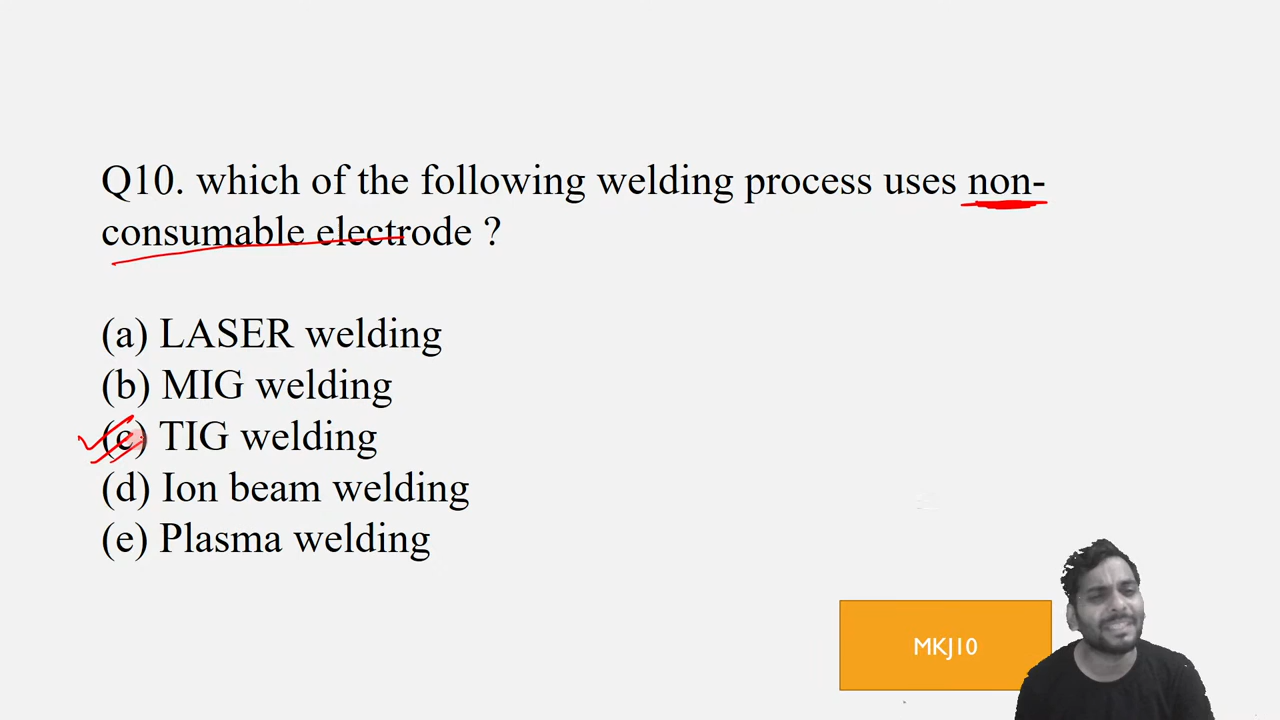 Q10. which of the following welding process uses non-
consumable electrode ?
(a) LASER welding
(b) MIG welding
(c) TIG welding
(d) Ion beam welding
(e) Plasma welding
MKJ10